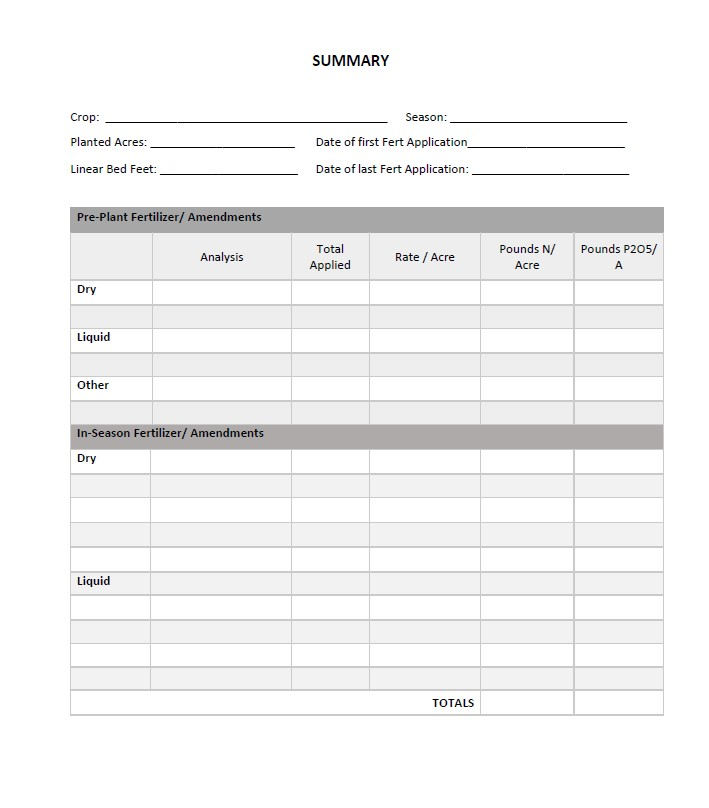 SUMMARY
Crop: ____________________ Season: ____________________
Planted Acres: ____________________ Date of first Fert Application____________________
Linear Bed Feet: ____________________ Date of last Fert Application: ____________________
Pre-Plant Fertilizer/ Amendments
Analysis Total Applied Rate / Acre Pounds N/ Acre Pounds P2O5/ A
Dry
Liquid
Other
In-Season Fertilizer/ Amendments
Dry
Liquid
TOTALS